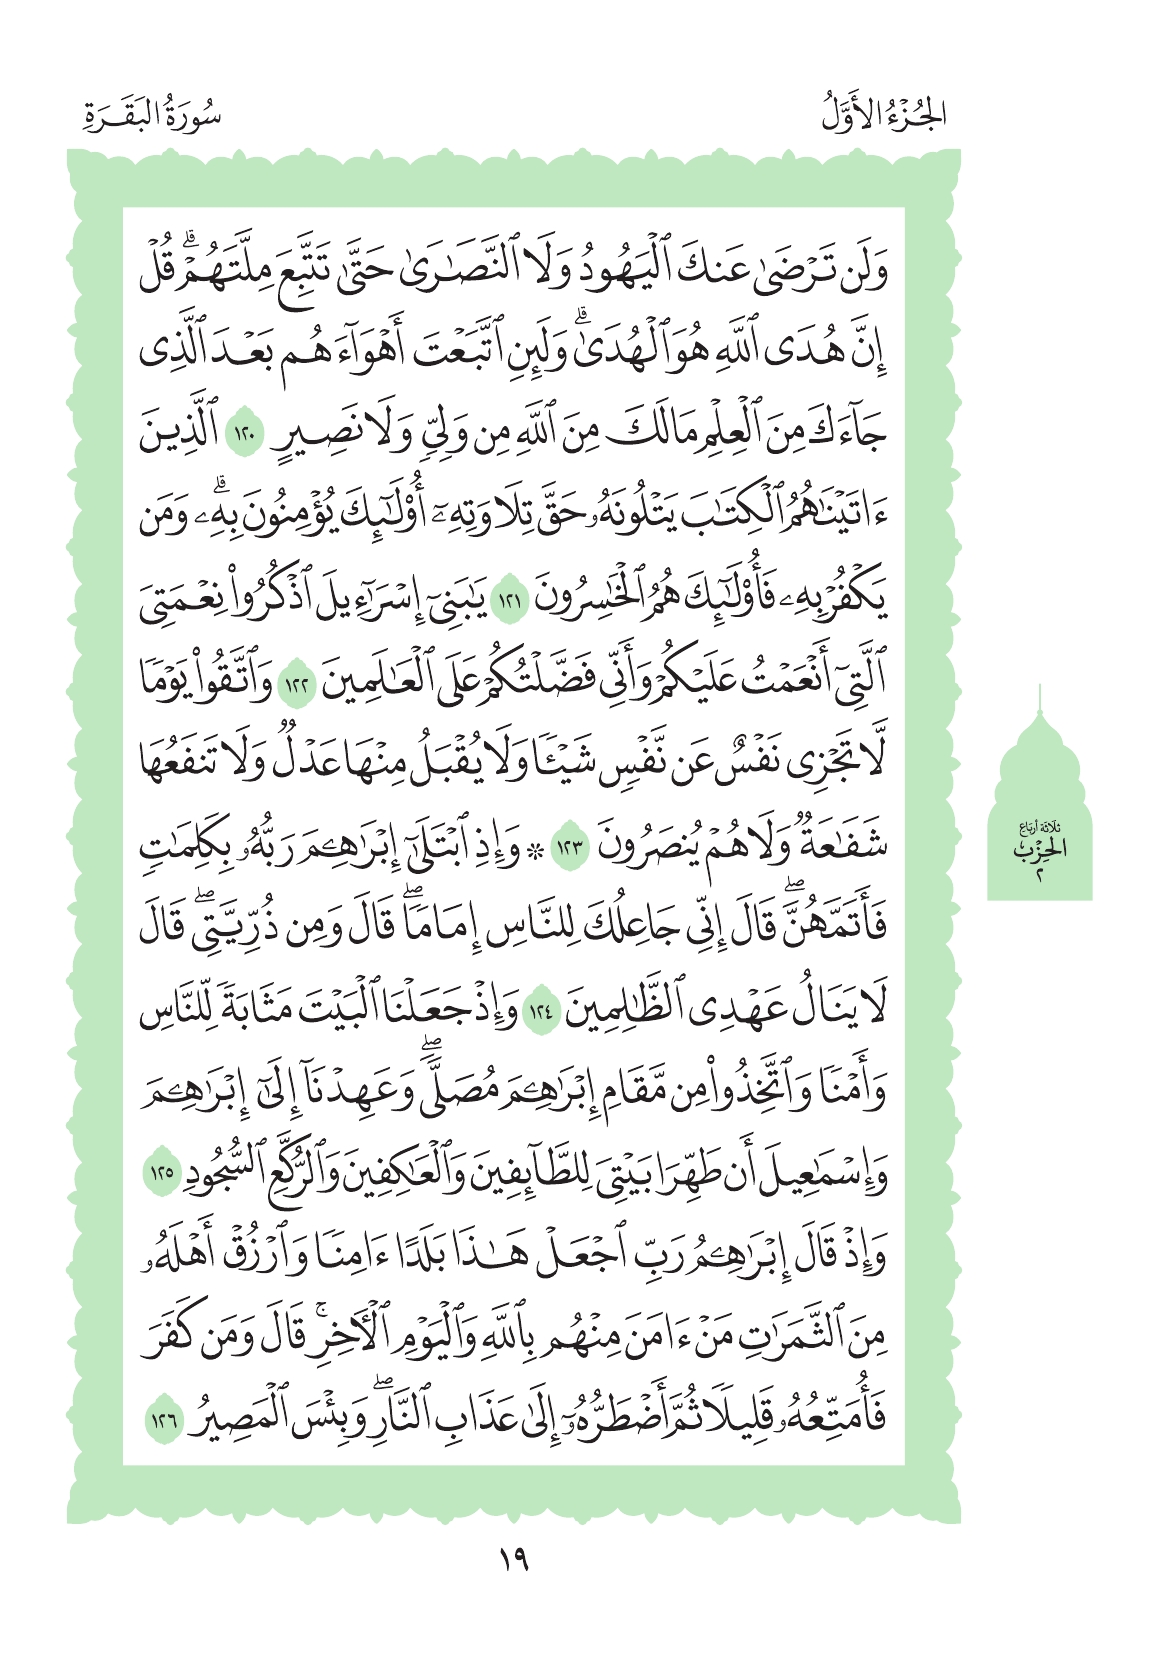 الجُزْءُ الأَوَّلُ
سُورَةُ البَقَرَةِ
وَلَن تَرۡضَىٰ عَنكَ ٱلۡيَهُودُ وَلَا ٱلنَّصَٰرَىٰ حَتَّىٰ تَتَّبِعَ مِلَّتَهُمۡۗ قُلۡ
إِنَّ هُدَى ٱللَّهِ هُوَ ٱلۡهُدَىٰۗ وَلَئِنِ ٱتَّبَعۡتَ أَهۡوَآءَهُم بَعۡدَ ٱلَّذِي
جَآءَكَ مِنَ ٱلۡعِلۡمِ مَا لَكَ مِنَ ٱللَّهِ مِن وَلِيّٖ وَلَا نَصِيرٍ ١٢٠ ٱلَّذِينَ
ءَاتَيۡنَٰهُمُ ٱلۡكِتَٰبَ يَتۡلُونَهُۥ حَقَّ تِلَاوَتِهِۦٓ أُوْلَٰٓئِكَ يُؤۡمِنُونَ بِهِۦۗ وَمَن
يَكۡفُرۡ بِهِۦ فَأُوْلَٰٓئِكَ هُمُ ٱلۡخَٰسِرُونَ ١٢١ يَٰبَنِيٓ إِسۡرَٰٓءِيلَ ٱذۡكُرُواْ نِعۡمَتِيَ
ٱلَّتِيٓ أَنۡعَمۡتُ عَلَيۡكُمۡ وَأَنِّي فَضَّلۡتُكُمۡ عَلَى ٱلۡعَٰلَمِينَ ١٢٢ وَٱتَّقُواْ يَوۡمٗا
لَّا تَجۡزِي نَفۡسٌ عَن نَّفۡسٖ شَيۡـٔٗا وَلَا يُقۡبَلُ مِنۡهَا عَدۡلٞ وَلَا تَنفَعُهَا
شَفَٰعَةٞ وَلَا هُمۡ يُنصَرُونَ ١٢٣ ۞ وَإِذِ ٱبۡتَلَىٰٓ إِبۡرَٰهِـۧمَ رَبُّهُۥ بِكَلِمَٰتٖ
فَأَتَمَّهُنَّۖ قَالَ إِنِّي جَاعِلُكَ لِلنَّاسِ إِمَامٗاۖ قَالَ وَمِن ذُرِّيَّتِيۖ قَالَ
لَا يَنَالُ عَهۡدِي ٱلظَّٰلِمِينَ ١٢٤ وَإِذۡ جَعَلۡنَا ٱلۡبَيۡتَ مَثَابَةٗ لِّلنَّاسِ
وَأَمۡنٗا وَٱتَّخِذُواْ مِن مَّقَامِ إِبۡرَٰهِـۧمَ مُصَلّٗىۖ وَعَهِدۡنَآ إِلَىٰٓ إِبۡرَٰهِـۧمَ
وَإِسۡمَٰعِيلَ أَن طَهِّرَا بَيۡتِيَ لِلطَّآئِفِينَ وَٱلۡعَٰكِفِينَ وَٱلرُّكَّعِ ٱلسُّجُودِ ١٢٥
وَإِذۡ قَالَ إِبۡرَٰهِـۧمُ رَبِّ ٱجۡعَلۡ هَٰذَا بَلَدًا ءَامِنٗا وَٱرۡزُقۡ أَهۡلَهُۥ
مِنَ ٱلثَّمَرَٰتِ مَنۡ ءَامَنَ مِنۡهُم بِٱللَّهِ وَٱلۡيَوۡمِ ٱلۡأٓخِرِۚ قَالَ وَمَن كَفَرَ
فَأُمَتِّعُهُۥ قَلِيلٗا ثُمَّ أَضۡطَرُّهُۥٓ إِلَىٰ عَذَابِ ٱلنَّارِۖ وَبِئۡسَ ٱلۡمَصِيرُ ١٢٦
ثلاثة أرباع
الحِزْب
٢
١٩